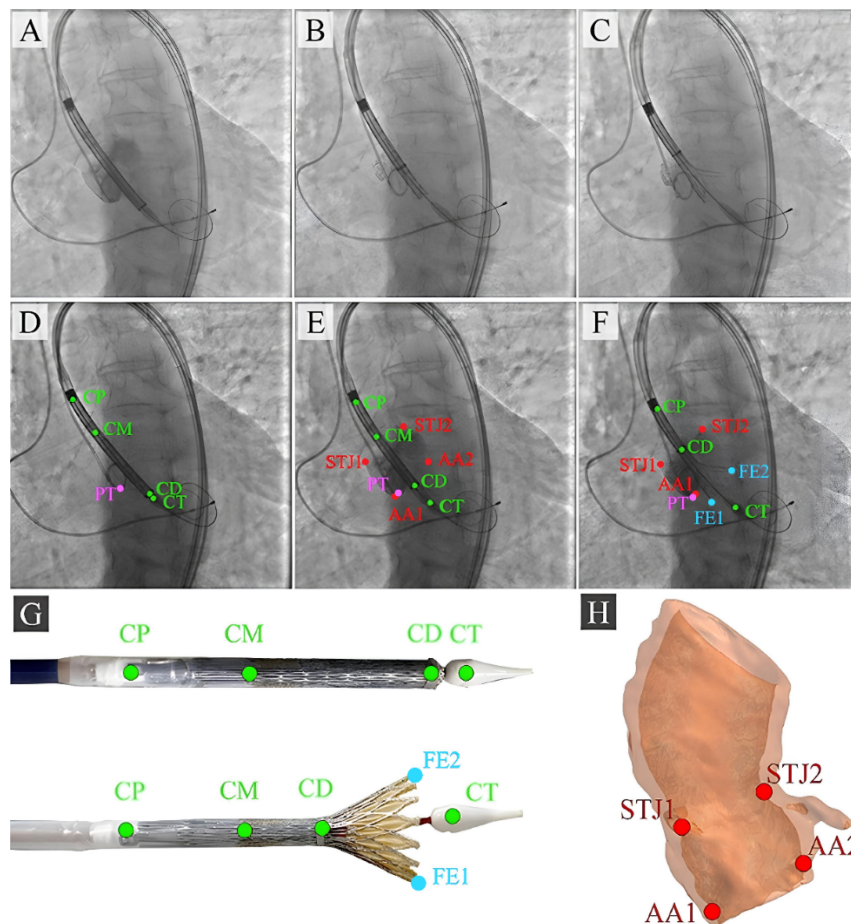 A
B
C
D
CP
CM
CD
CT
PT
E
CP
STJ2
CM
STJ1
AA2
PT
CD
AA1
CT
F
CP
STJ2
CD
STJ1
FE2
AA1
PT
FE1
CT
G
CP CM CD CT
FE2
CP CM CD CT
FE1
H
STJ2
STJ1
AA2
AA1